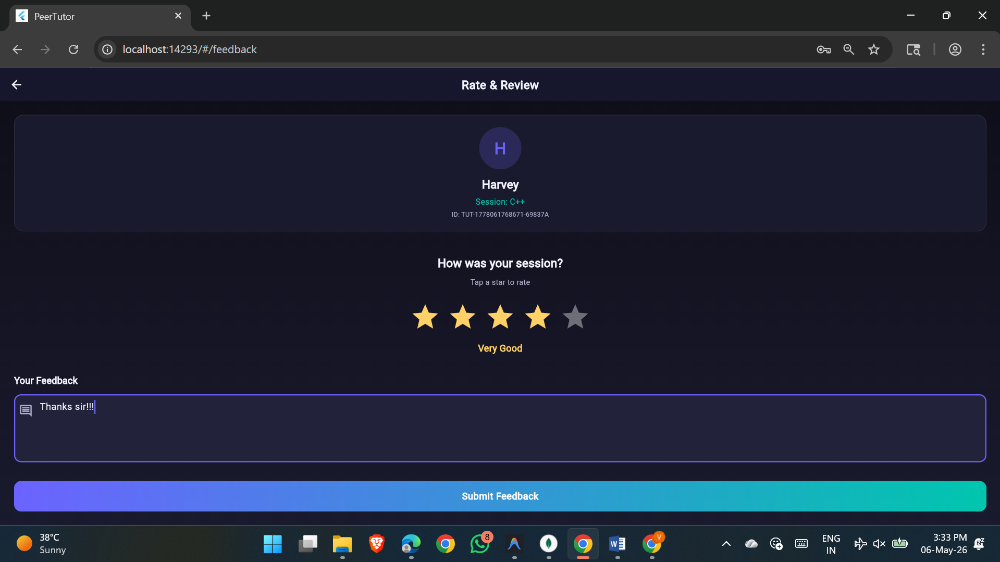 PeerTutor
localhost:14293/#/feedback
Rate & Review
H
Harvey
Session: C++
ID: TUT-1778061768671-69837A
How was your session?
Tap a star to rate
Very Good
Your Feedback
Thanks sir!!!
Submit Feedback
38°C
Sunny
8
W
V
ENG
IN
3:33 PM
06-May-26